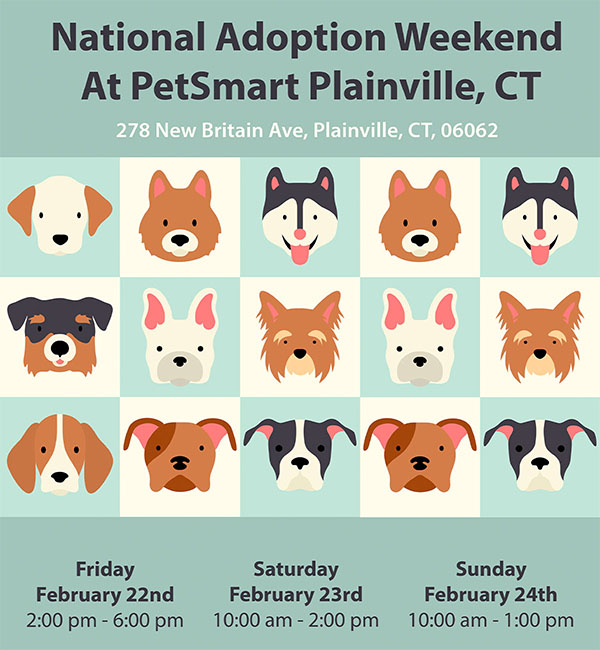 National Adoption Weekend
At PetSmart Plainville, CT
278 New Britain Ave, Plainville, CT, 06062
Friday
February 22nd
2:00 pm - 6:00 pm
Saturday
February 23rd
10:00 am - 2:00 pm
Sunday
February 24th
10:00 am - 1:00 pm